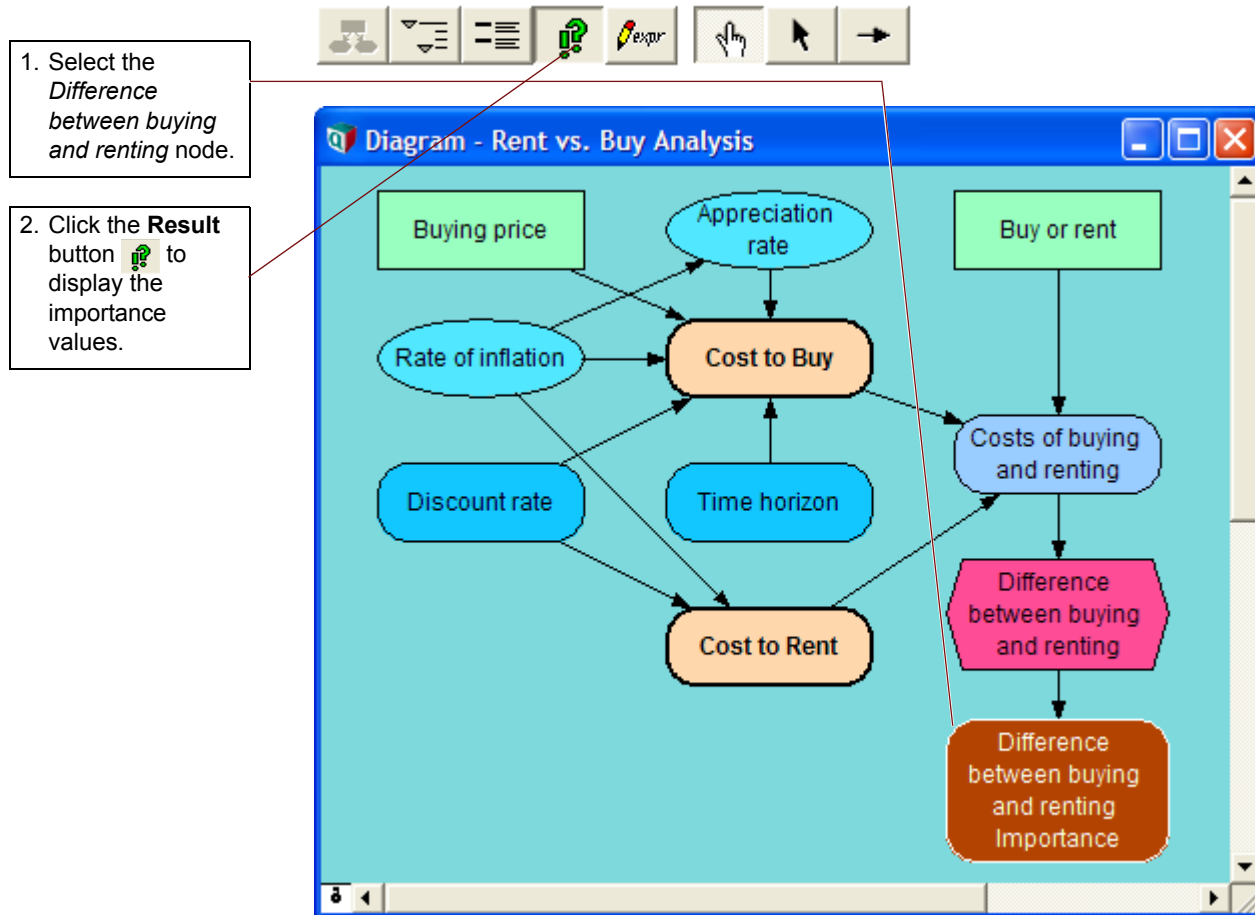 expr
1. Select the
Difference
between buying
and renting node.
2. Click the Result
button to
display the
importance
values.
Diagram - Rent vs. Buy Analysis
Buying price
Appreciation
rate
Buy or rent
Rate of inflation
Cost to Buy
Costs of buying
and renting
Discount rate
Time horizon
Difference
between buying
and renting
Cost to Rent
Difference
between buying
and renting
Importance